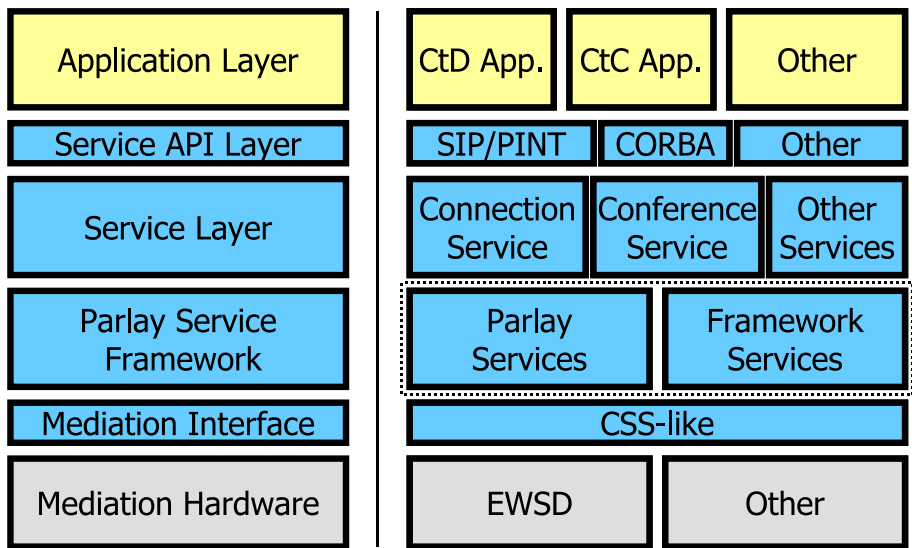 Application Layer
CtD App.
CtC App.
Other
Service API Layer
SIP/PINT
CORBA
Other
Service Layer
Connection
Service
Conference
Service
Other
Services
Parlay Service
Framework
Parlay
Services
Framework
Services
Mediation Interface
CSS-like
Mediation Hardware
EWSD
Other